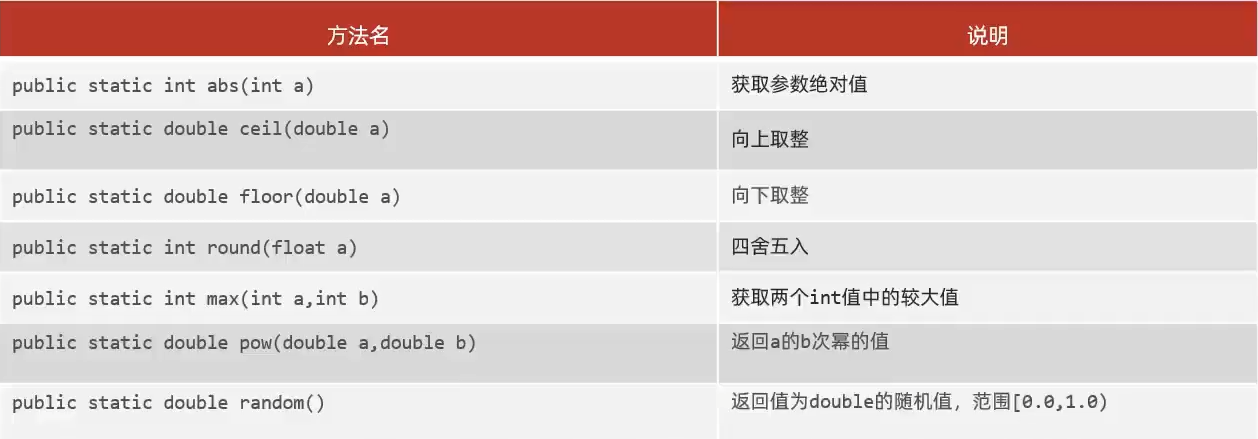 方法名 说明
public static int abs(int a) 获取参数绝对值
public static double ceil(double a) 向上取整
public static double floor(double a) 向下取整
public static int round(float a) 四舍五入
public static int max(int a,int b) 获取两个int值中的较大值
public static double pow(double a,double b) 返回a的b次幂的值
public static double random() 返回值为double的随机值，范围[0.0,1.0)